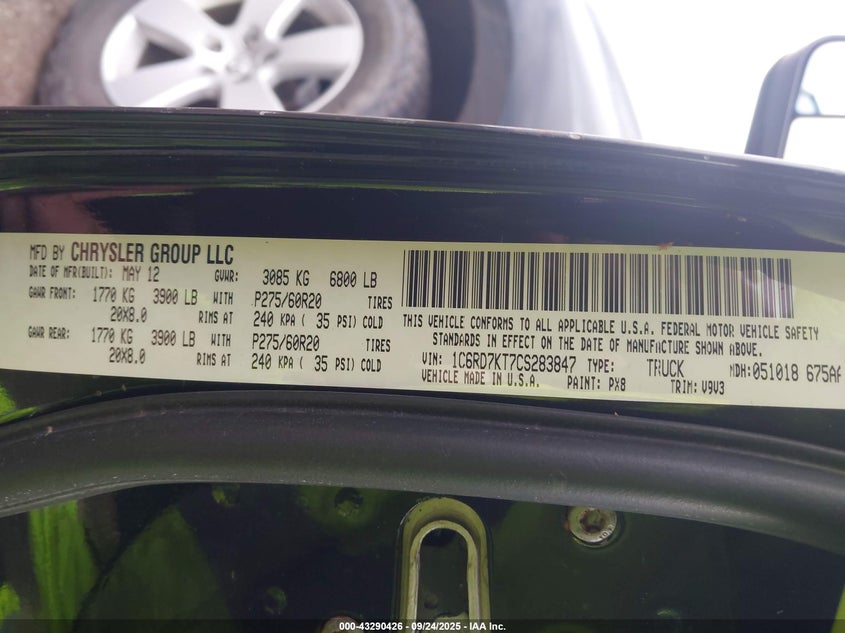 MFD BY CHRYSLER GROUP LLC
DATE OF MFR(BUILT): MAY 12 GVWR: 3085 KG 6800 LB
GAWR FRONT: 1770 KG 3900 LB WITH P275/60R20 TIRES
20X8.0 RIMS AT 240 KPA ( 35 PSI) COLD
GAWR REAR: 1770 KG 3900 LB WITH P275/60R20 TIRES
20X8.0 RIMS AT 240 KPA ( 35 PSI) COLD
THIS VEHICLE CONFORMS TO ALL APPLICABLE U.S.A. FEDERAL MOTOR VEHICLE SAFETY
STANDARDS IN EFFECT ON THE DATE OF MANUFACTURE SHOWN ABOVE.
VIN: 1C6RD7KT7CS283847 TYPE: TRUCK MDH: 051018 675AA
VEHICLE MADE IN U.S.A. PAINT: PX8 TRIM: V9V3
000-43290426 - 09/24/2025 - IAA Inc.